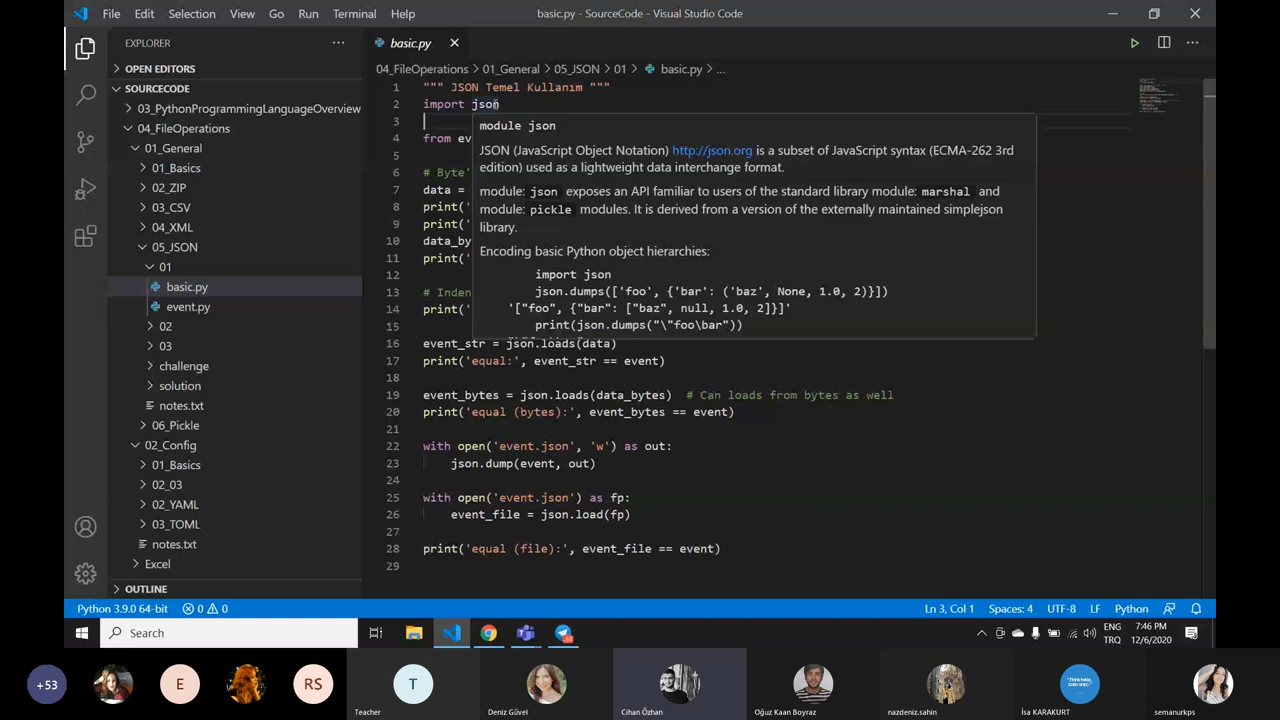 File Edit Selection View Go Run Terminal Help
basic.py - SourceCode - Visual Studio Code
EXPLORER
OPEN EDITORS
SOURCECODE
03_PythonProgrammingLanguageOverview
04_FileOperations
01_General
01_Basics
02_ZIP
03_CSV
04_XML
05_JSON
01
basic.py
event.py
02
03
challenge
solution
notes.txt
06_Pickle
02_Config
01_Basics
02_03
02_YAML
03_TOML
notes.txt
Excel
OUTLINE
basic.py
04_FileOperations > 01_General > 05_JSON > 01 > basic.py > ...
1 """ JSON Temel Kullanım """
2 import json
3
4 from ev
5
6 # Byte'
7 data =
8 print('
9 print('
10 data_by
11 print('
12
13 # Inden
14 print('
15
16 event_str = json.loads(data)
17 print('equal:', event_str == event)
18
19 event_bytes = json.loads(data_bytes) # Can loads from bytes as well
20 print('equal (bytes):', event_bytes == event)
21
22 with open('event.json', 'w') as out:
23 json.dump(event, out)
24
25 with open('event.json') as fp:
26 event_file = json.load(fp)
27
28 print('equal (file):', event_file == event)
29
module json
JSON (JavaScript Object Notation) http://json.org is a subset of JavaScript syntax (ECMA-262 3rd
edition) used as a lightweight data interchange format.
module: json exposes an API familiar to users of the standard library module: marshal and
module: pickle modules. It is derived from a version of the externally maintained simplejson
library.
Encoding basic Python object hierarchies:
import json
json.dumps(['foo', {'bar': ('baz', None, 1.0, 2)}])
'["foo", {"bar": ["baz", null, 1.0, 2]}]'
print(json.dumps("\"foo\bar"))
Python 3.9.0 64-bit 0 0
Ln 3, Col 1 Spaces: 4 UTF-8 LF Python
Search
ENG
TRQ
7:46 PM
12/6/2020
+53
E
RS
T
Teacher
Deniz Güvel
Cihan Özhan
Oğuz Kaan Boyraz
nazdeniz.sahin
İsa KARAKURT
semanurkps